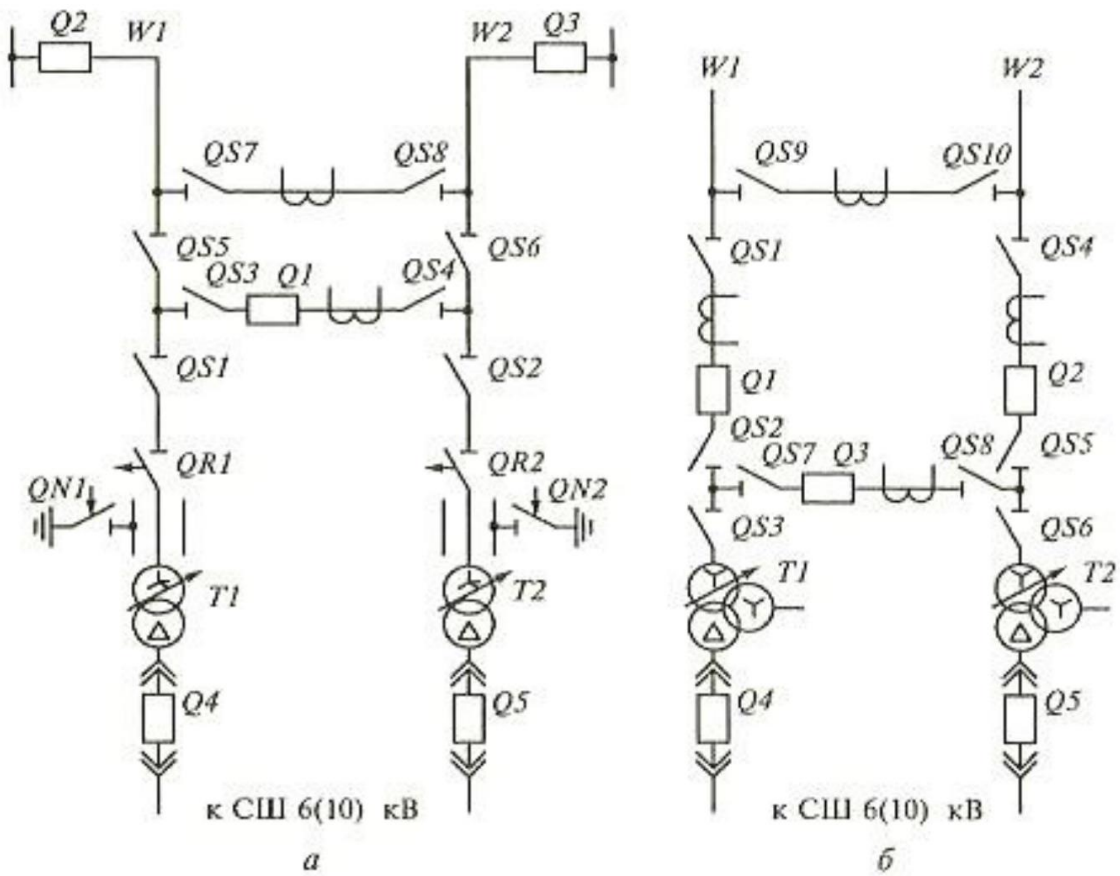 Q2 W1 W2 Q3
W1 W2
QS7 QS8
QS9 QS10
QS5 QS3 Q1 QS4 QS6
QS1 QS4
QS1 QS2
Q1 Q2
QS2 QS7 Q3 QS8 QS5
QR1 QR2
QN1 QN2
QS3 QS6
T1 T2
T1 T2
Q4 Q5
Q4 Q5
к СШ 6(10) кВ
к СШ 6(10) кВ
а
б